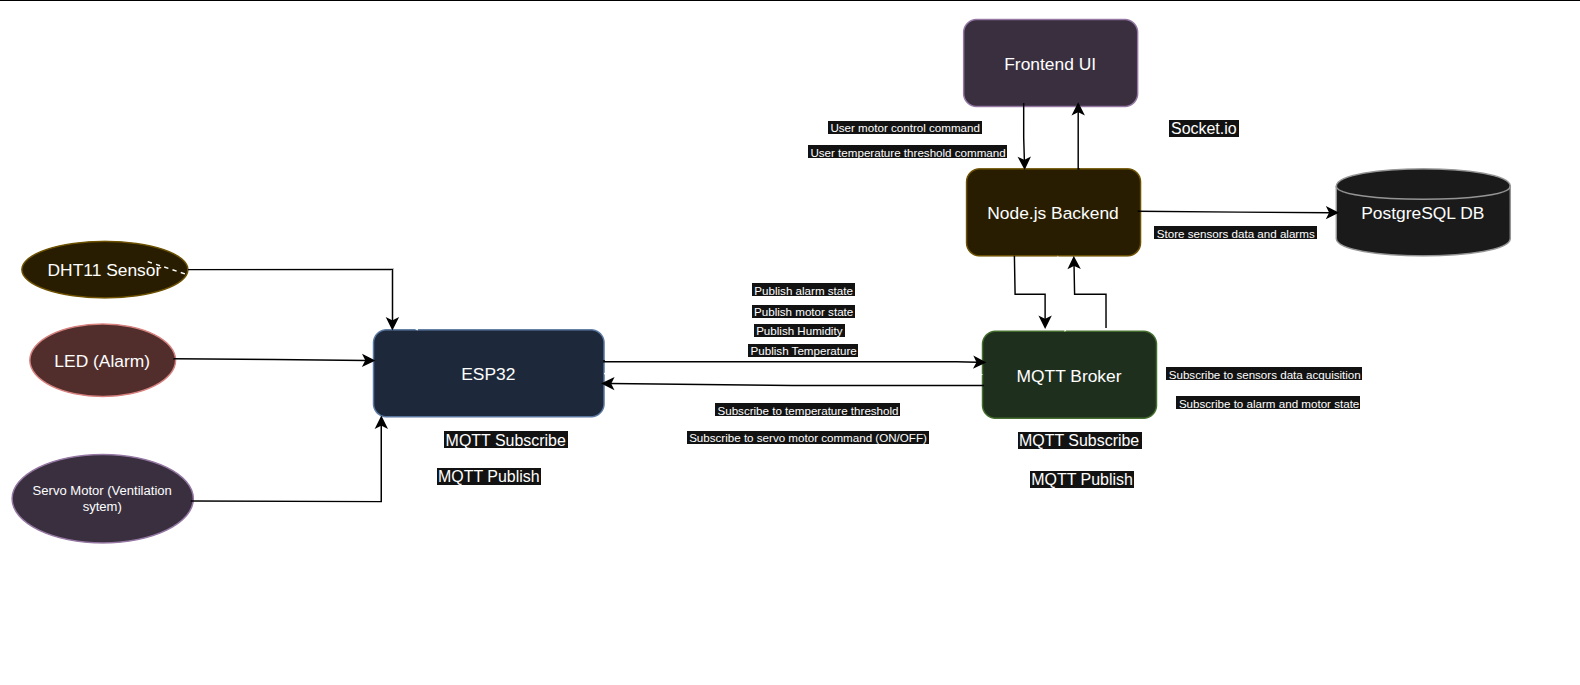 Frontend UI
User motor control command
Socket.io
User temperature threshold command
Node.js Backend
PostgreSQL DB
Store sensors data and alarms
DHT11 Sensor
Publish alarm state
Publish motor state
Publish Humidity
Publish Temperature
LED (Alarm)
ESP32
MQTT Broker
Subscribe to sensors data acquisition
Subscribe to alarm and motor state
Subscribe to temperature threshold
Subscribe to servo motor command (ON/OFF)
MQTT Subscribe
MQTT Publish
MQTT Subscribe
MQTT Publish
Servo Motor (Ventilation
sytem)